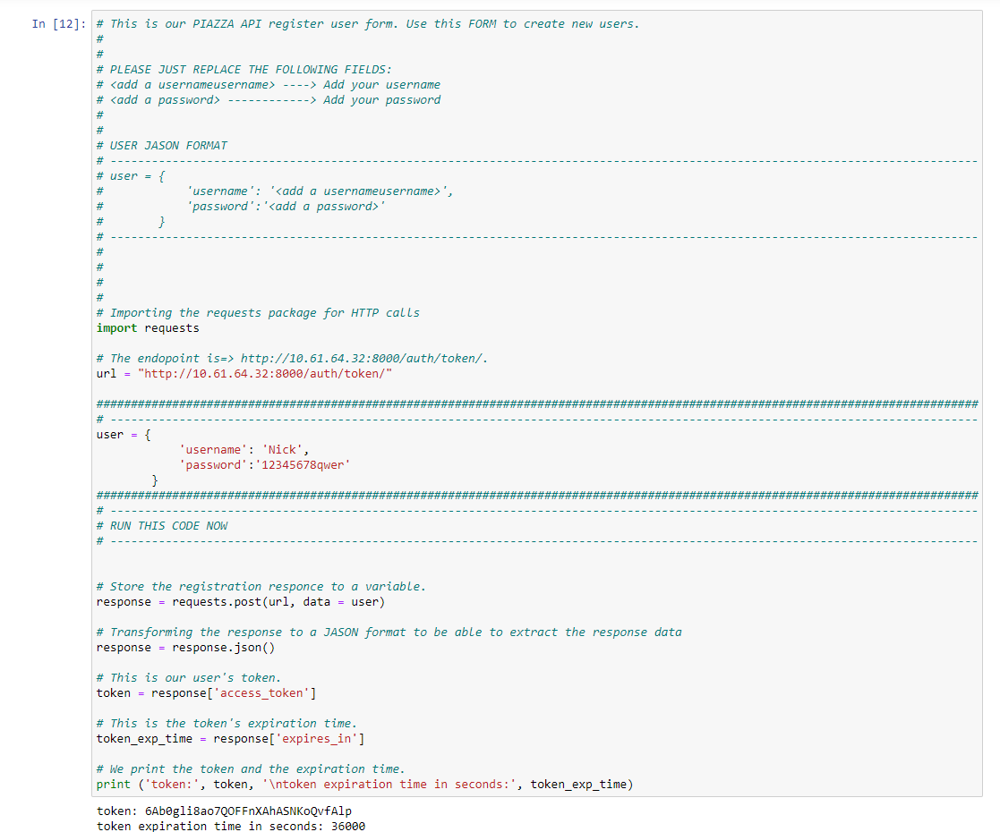 In [12]: # This is our PIAZZA API register user form. Use this FORM to create new users.
#
#
# PLEASE JUST REPLACE THE FOLLOWING FIELDS:
# <add a usernameusername> ----> Add your username
# <add a password> ------------> Add your password
#
#
# USER JASON FORMAT
# ------------------------------------------------------------------------------------------------------------------------------
# user = {
#            'username': '<add a usernameusername>',
#            'password':'<add a password>'
#        }
# ------------------------------------------------------------------------------------------------------------------------------
#
#
#
#
# Importing the requests package for HTTP calls
import requests

# The endopoint is=> http://10.61.64.32:8000/auth/token/.
url = "http://10.61.64.32:8000/auth/token/"

################################################################################################################################
# ------------------------------------------------------------------------------------------------------------------------------
user = {
            'username': 'Nick',
            'password':'12345678qwer'
        }
################################################################################################################################
# ------------------------------------------------------------------------------------------------------------------------------
# RUN THIS CODE NOW
# ------------------------------------------------------------------------------------------------------------------------------

# Store the registration responce to a variable.
response = requests.post(url, data = user)

# Transforming the response to a JASON format to be able to extract the response data
response = response.json()

# This is our user's token.
token = response['access_token']

# This is the token's expiration time.
token_exp_time = response['expires_in']

# We print the token and the expiration time.
print ('token:', token, '\ntoken expiration time in seconds:', token_exp_time)

token: 6Ab0gli8ao7QOFFnXAhASNKoQvfAlp
token expiration time in seconds: 36000